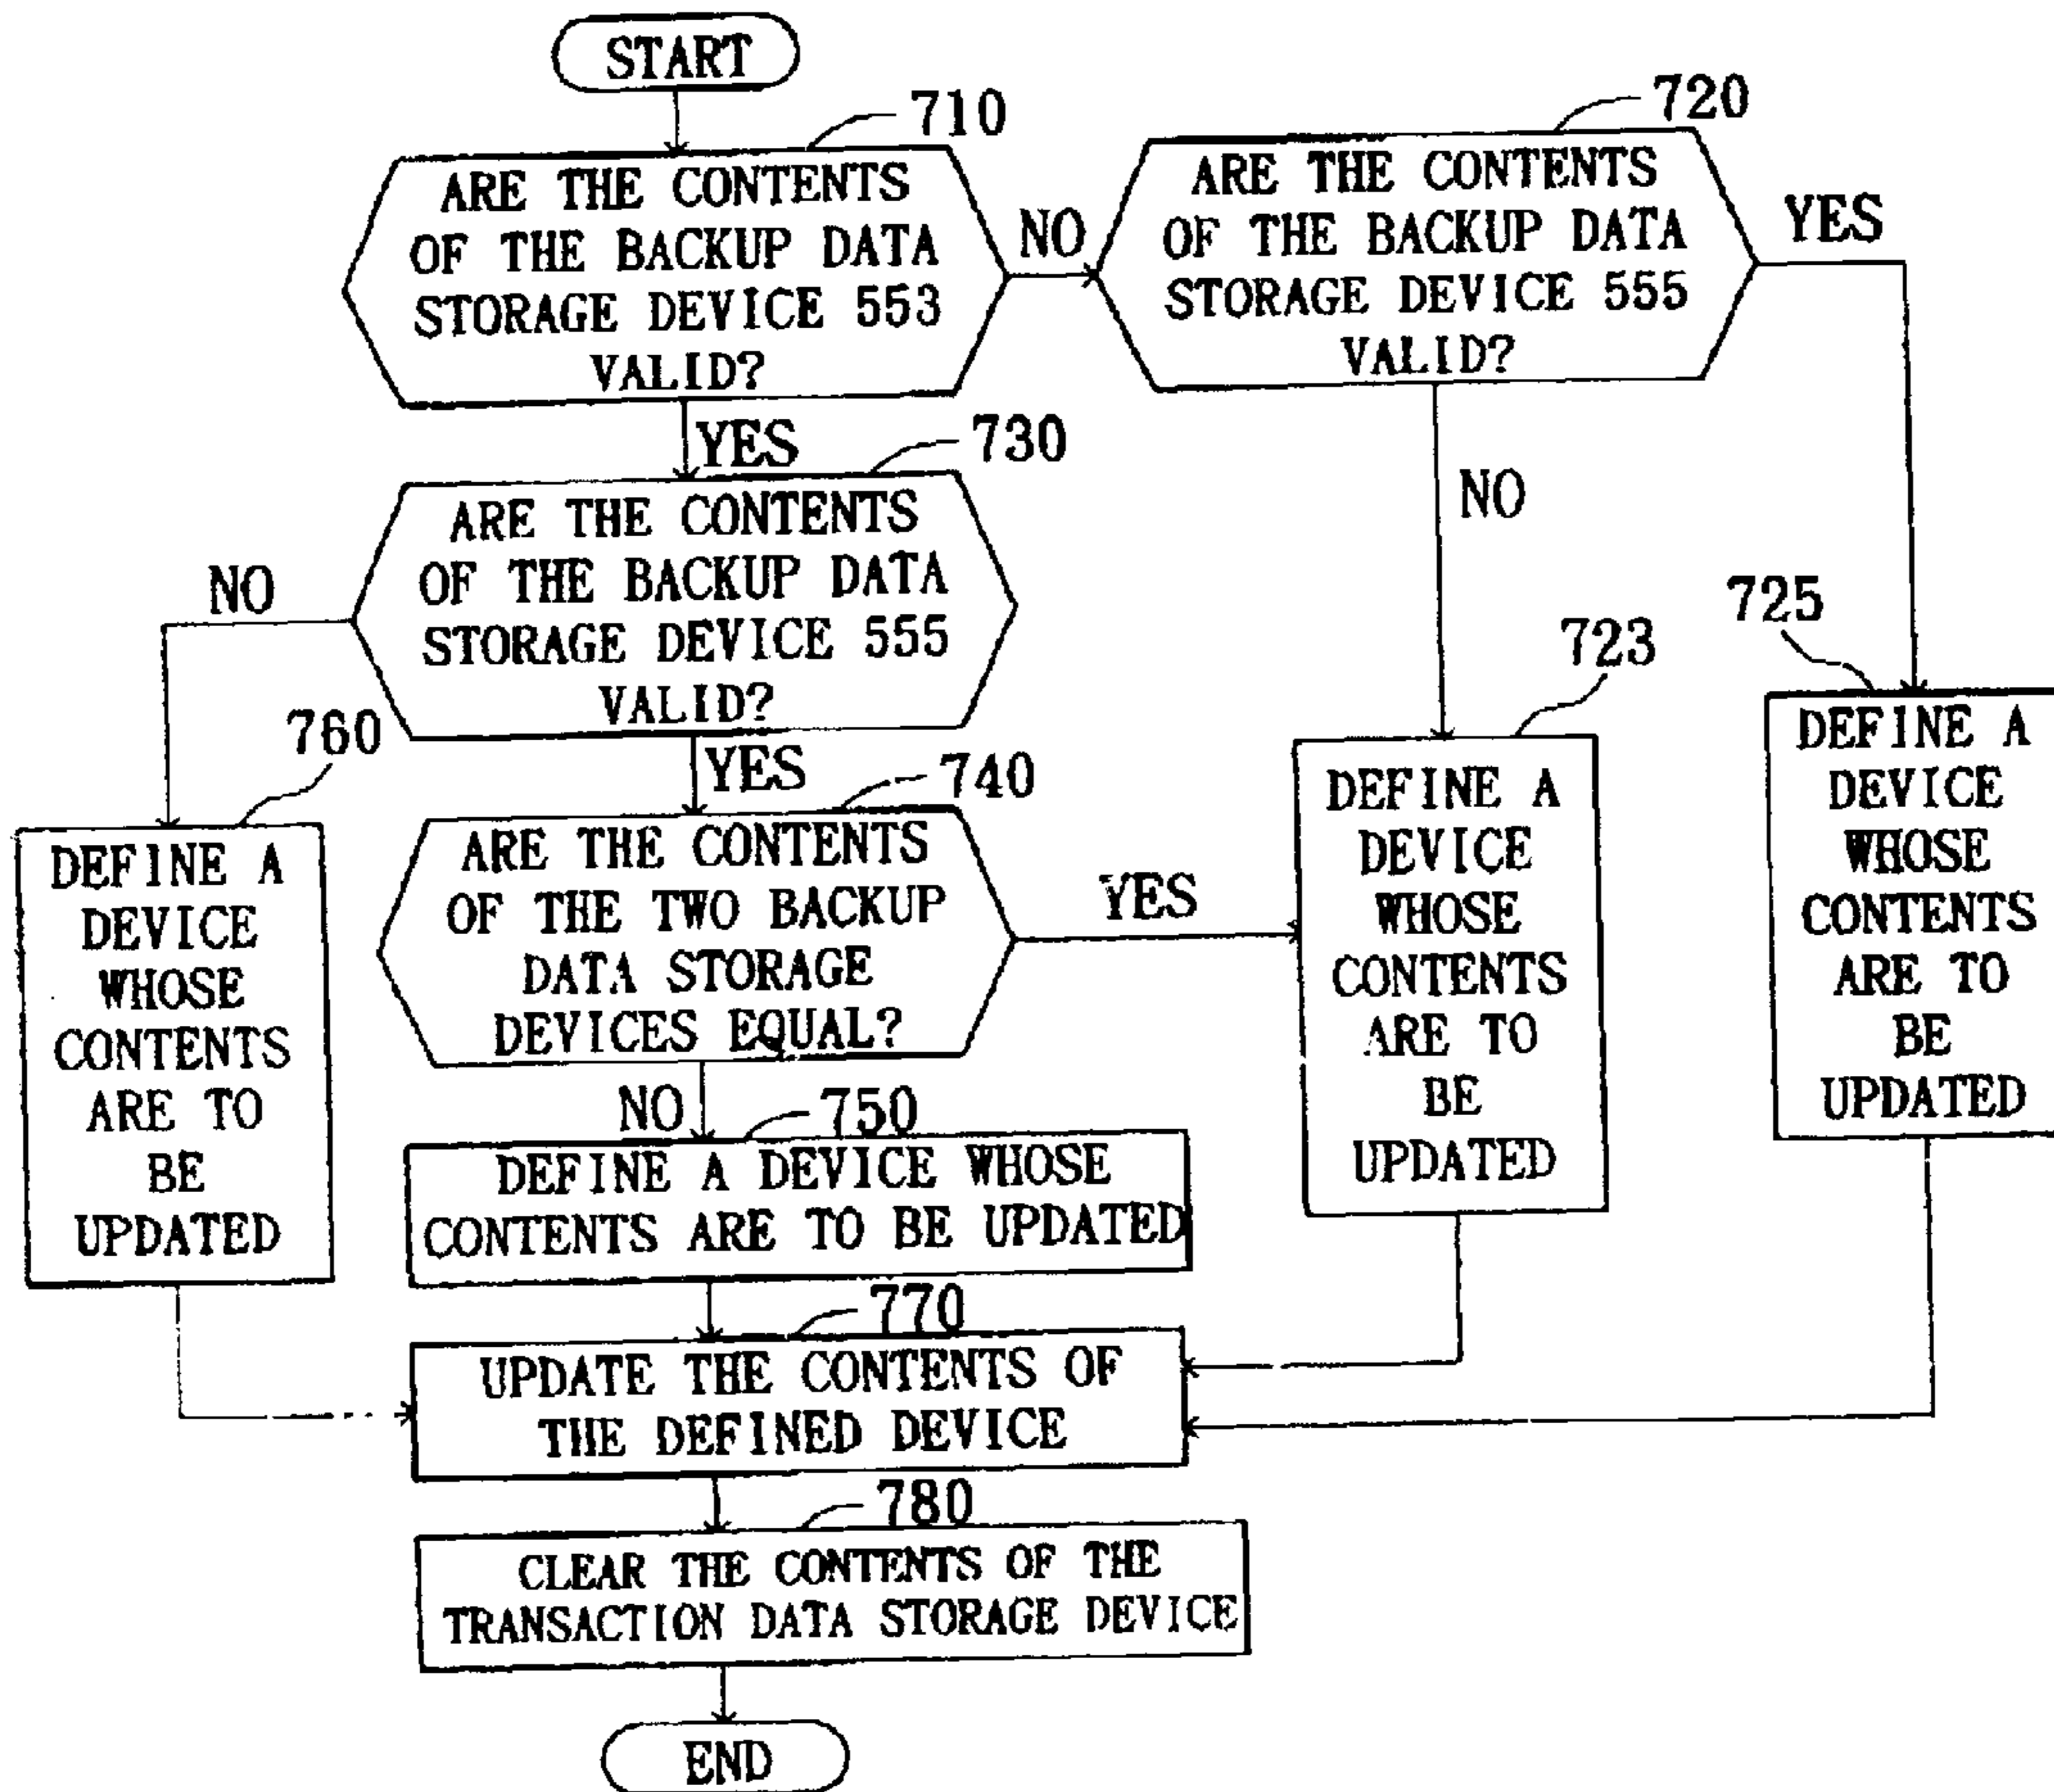 START
710
ARE THE CONTENTS
OF THE BACKUP DATA
STORAGE DEVICE 553
VALID?
NO
720
ARE THE CONTENTS
OF THE BACKUP DATA
STORAGE DEVICE 555
VALID?
YES
YES
730
ARE THE CONTENTS
OF THE BACKUP DATA
STORAGE DEVICE 555
VALID?
NO
NO
723
725
760
YES
740
ARE THE CONTENTS
OF THE TWO BACKUP
DATA STORAGE
DEVICES EQUAL?
YES
DEFINE A
DEVICE
WHOSE
CONTENTS
ARE TO
BE
UPDATED
DEFINE A
DEVICE
WHOSE
CONTENTS
ARE TO
BE
UPDATED
DEFINE A
DEVICE
WHOSE
CONTENTS
ARE TO
BE
UPDATED
NO
750
DEFINE A DEVICE WHOSE
CONTENTS ARE TO BE UPDATED
770
UPDATE THE CONTENTS OF
THE DEFINED DEVICE
780
CLEAR THE CONTENTS OF THE
TRANSACTION DATA STORAGE DEVICE
END